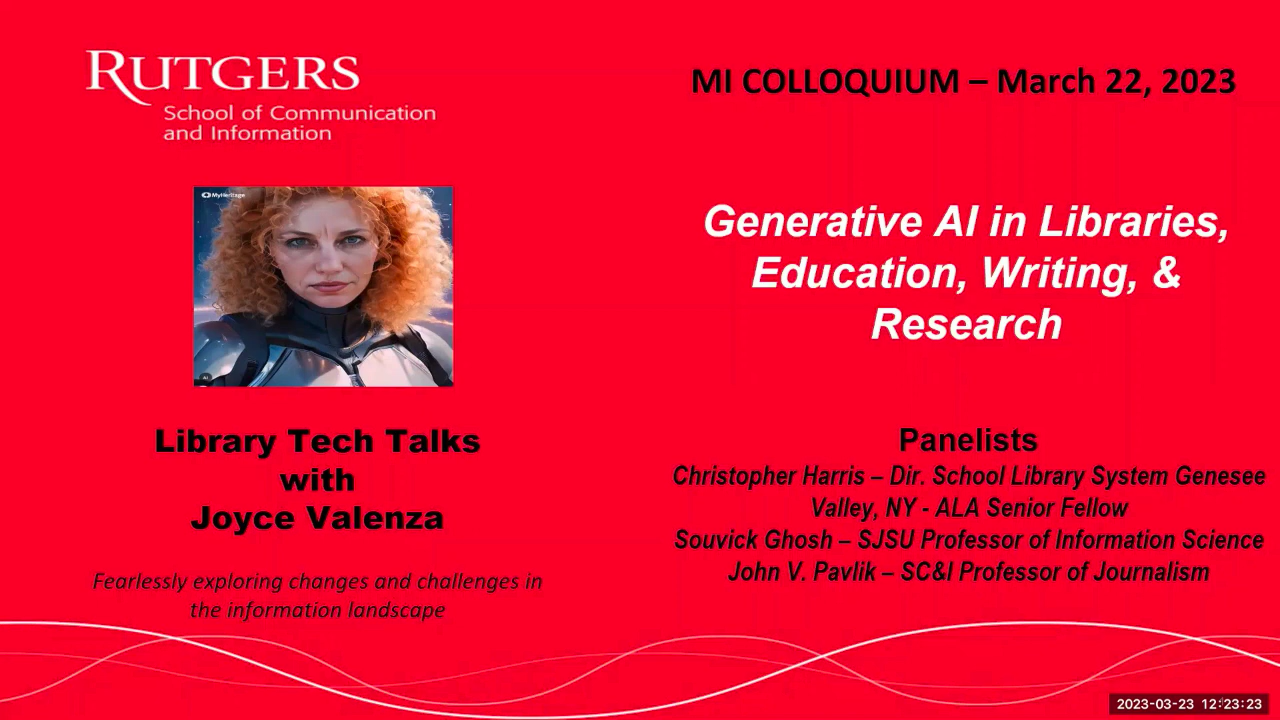 RUTGERS
School of Communication
and Information
MI COLLOQUIUM – March 22, 2023
MyHeritage
AI
Generative AI in Libraries,
Education, Writing, &
Research
Library Tech Talks
with
Joyce Valenza
Fearlessly exploring changes and challenges in
the information landscape
Panelists
Christopher Harris – Dir. School Library System Genesee
Valley, NY - ALA Senior Fellow
Souvick Ghosh – SJSU Professor of Information Science
John V. Pavlik – SC&I Professor of Journalism
2023-03-23 12:23:23